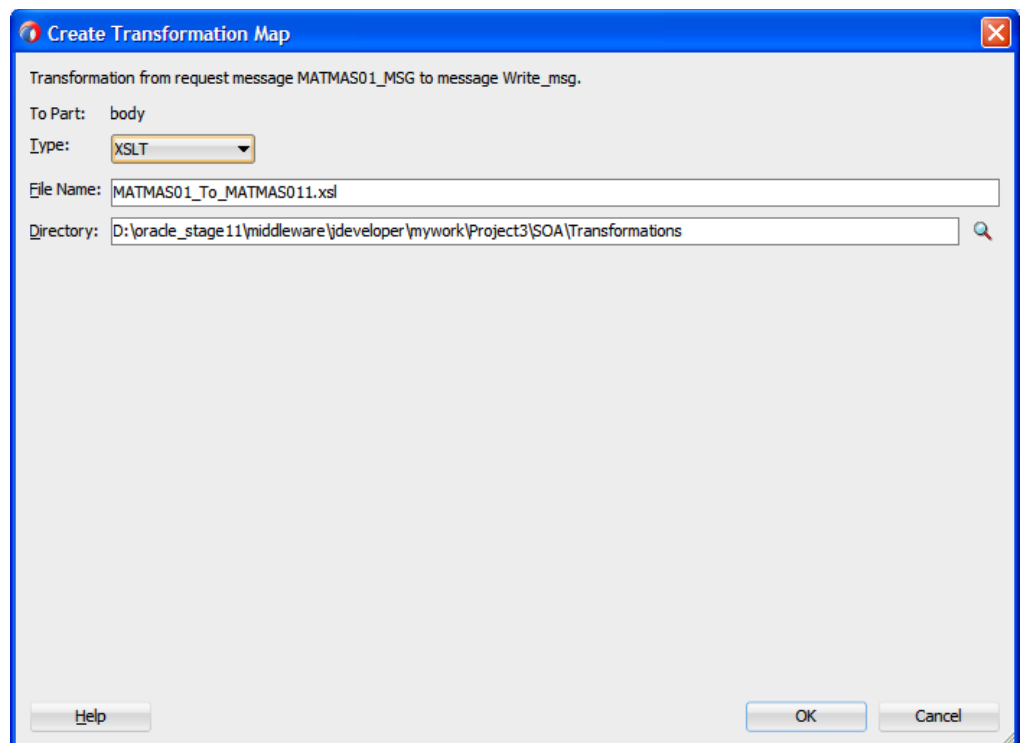 Create Transformation Map
Transformation from request message MATMAS01_MSG to message Write_msg.
To Part: body
Type: XSLT
File Name: MATMAS01_To_MATMAS011.xsl
Directory: D:\oracle_stage11\middleware\jdeveloper\mywork\Project3\SOA\Transformations
Help OK Cancel